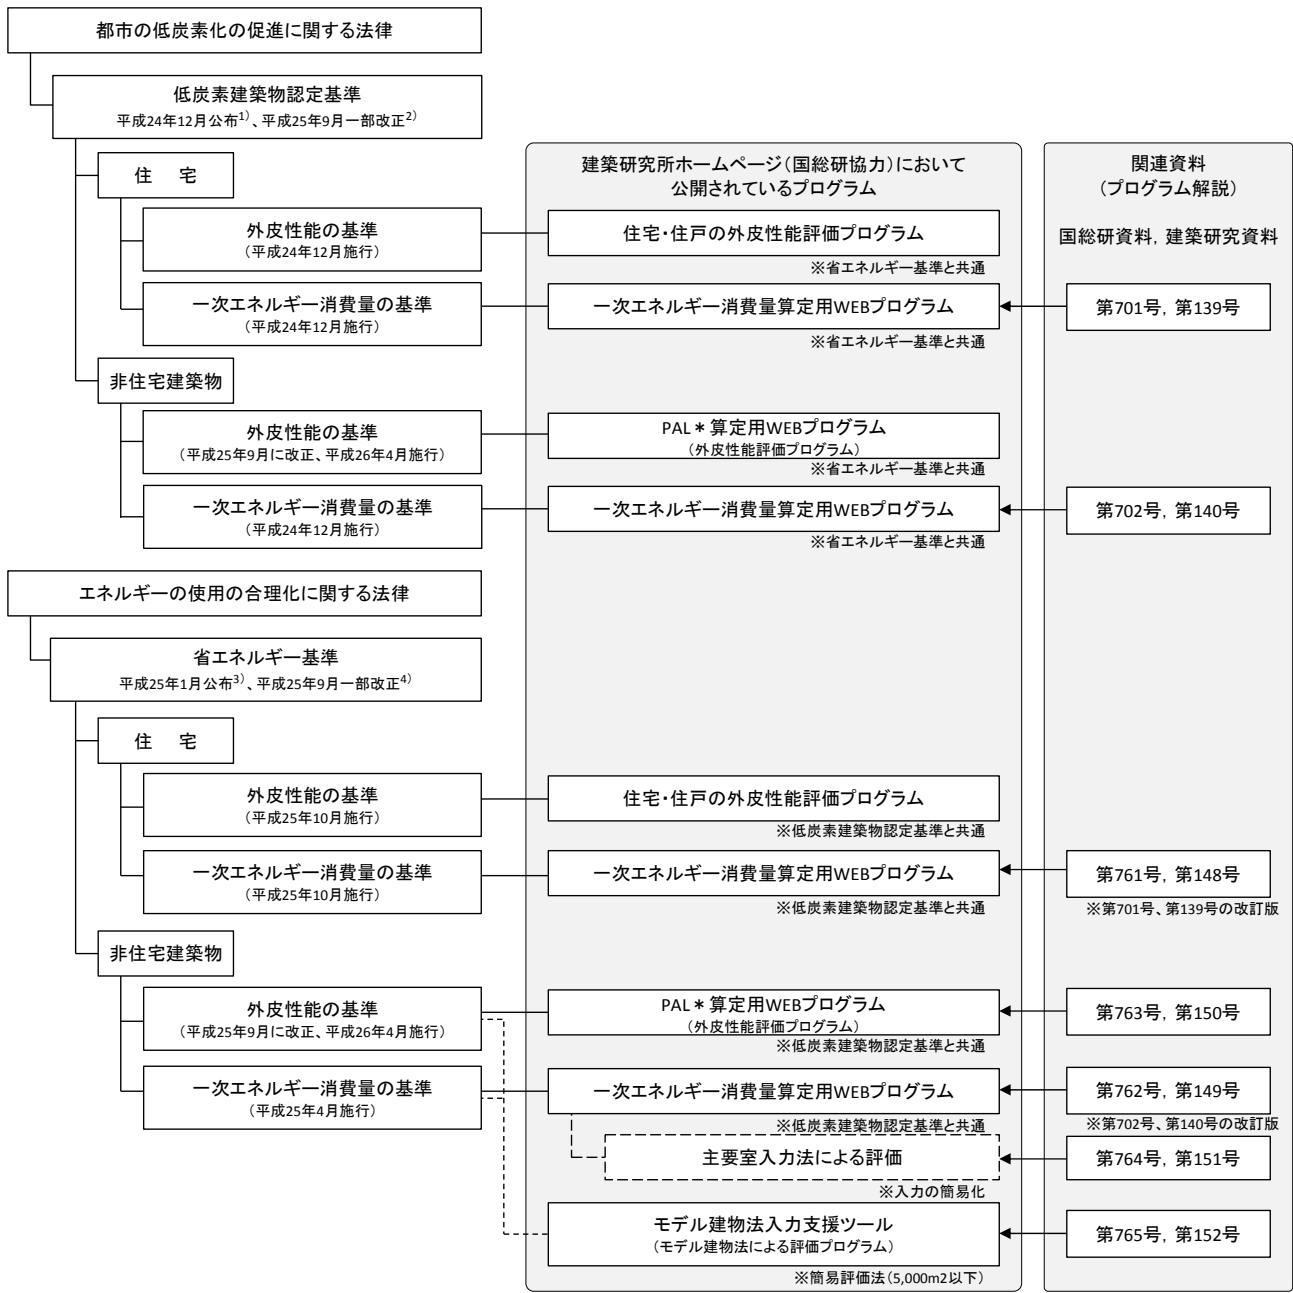 都市の低炭素化の促進に関する法律
低炭素建築物認定基準
平成24年12月公布1)、平成25年9月一部改正2)
建築研究所ホームページ（国総研協力）において
公開されているプログラム
関連資料
（プログラム解説）
国総研資料，建築研究資料
住　宅
外皮性能の基準
（平成24年12月施行）
住宅・住戸の外皮性能評価プログラム
※省エネルギー基準と共通
一次エネルギー消費量の基準
（平成24年12月施行）
一次エネルギー消費量算定用WEBプログラム
※省エネルギー基準と共通
第701号，第139号
非住宅建築物
外皮性能の基準
（平成25年9月に改正、平成26年4月施行）
PAL＊算定用WEBプログラム
（外皮性能評価プログラム）
※省エネルギー基準と共通
一次エネルギー消費量の基準
（平成24年12月施行）
一次エネルギー消費量算定用WEBプログラム
※省エネルギー基準と共通
第702号，第140号
エネルギーの使用の合理化に関する法律
省エネルギー基準
平成25年1月公布3)、平成25年9月一部改正4)
住　宅
外皮性能の基準
（平成25年10月施行）
住宅・住戸の外皮性能評価プログラム
※低炭素建築物認定基準と共通
一次エネルギー消費量の基準
（平成25年10月施行）
一次エネルギー消費量算定用WEBプログラム
※低炭素建築物認定基準と共通
第761号，第148号
※第701号、第139号の改訂版
非住宅建築物
外皮性能の基準
（平成25年9月に改正、平成26年4月施行）
PAL＊算定用WEBプログラム
（外皮性能評価プログラム）
※低炭素建築物認定基準と共通
第763号，第150号
一次エネルギー消費量の基準
（平成25年4月施行）
一次エネルギー消費量算定用WEBプログラム
※低炭素建築物認定基準と共通
第762号，第149号
※第702号、第140号の改訂版
主要室入力法による評価
※入力の簡易化
第764号，第151号
モデル建物法入力支援ツール
（モデル建物法による評価プログラム）
※簡易評価法（5,000m2以下）
第765号，第152号